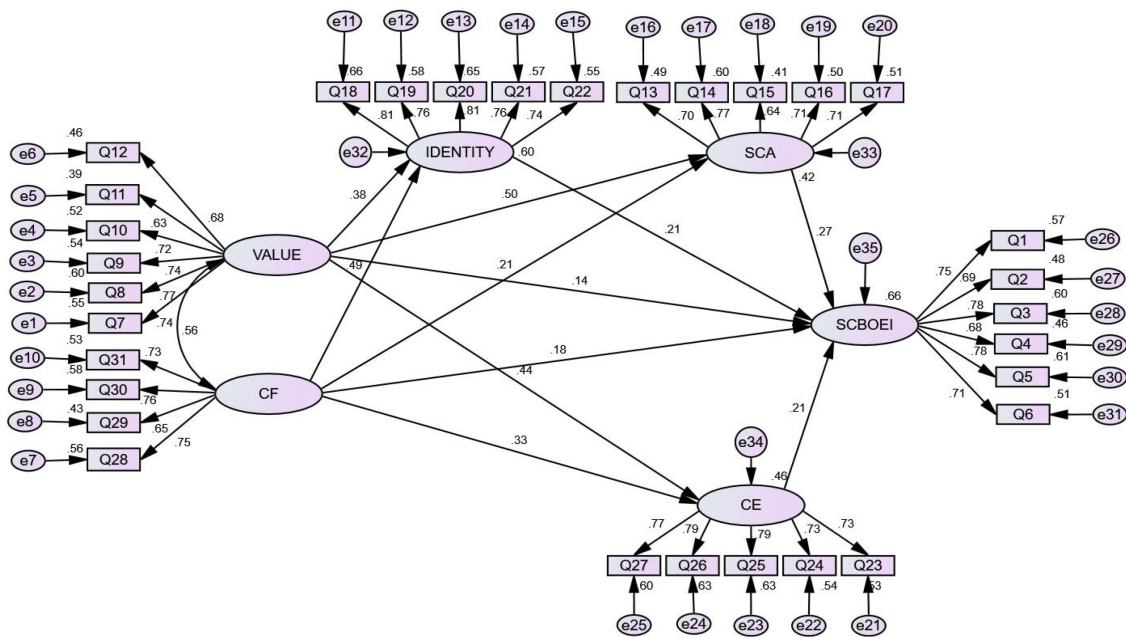 e11 e12 e13 e14 e15 e16 e17 e18 e19 e20
.66 .58 .65 .57 .55 .49 .60 .41 .50 .51
Q18 Q19 Q20 Q21 Q22 Q13 Q14 Q15 Q16 Q17
.81 .76 .81 .76 .74 .70 .77 .64 .71 .71
e32 IDENTITY .60 SCA e33
.42
.46
e6 Q12
.39
e5 Q11
.52
e4 Q10
.54
e3 Q9
.60
e2 Q8
.55
e1 Q7
.68
.63
.72
.74
.77
.74
VALUE
.38
.50
.21
.27
.49
.21
.14
.56
.53
e10 Q31 .73
.58
e9 Q30 .76
.43
e8 Q29 .65
.56
e7 Q28 .75
CF
.18
.44
.33
.21
e35
SCBOEI .66
.57
.75 Q1 e26
.48
.69 Q2 e27
.60
.78 Q3 e28
.46
.68 Q4 e29
.61
.78 Q5 e30
.51
.71 Q6 e31
e34
.46
CE
.77 .79 .79 .73 .73
Q27 Q26 Q25 Q24 Q23
.60 .63 .63 .54 .53
e25 e24 e23 e22 e21